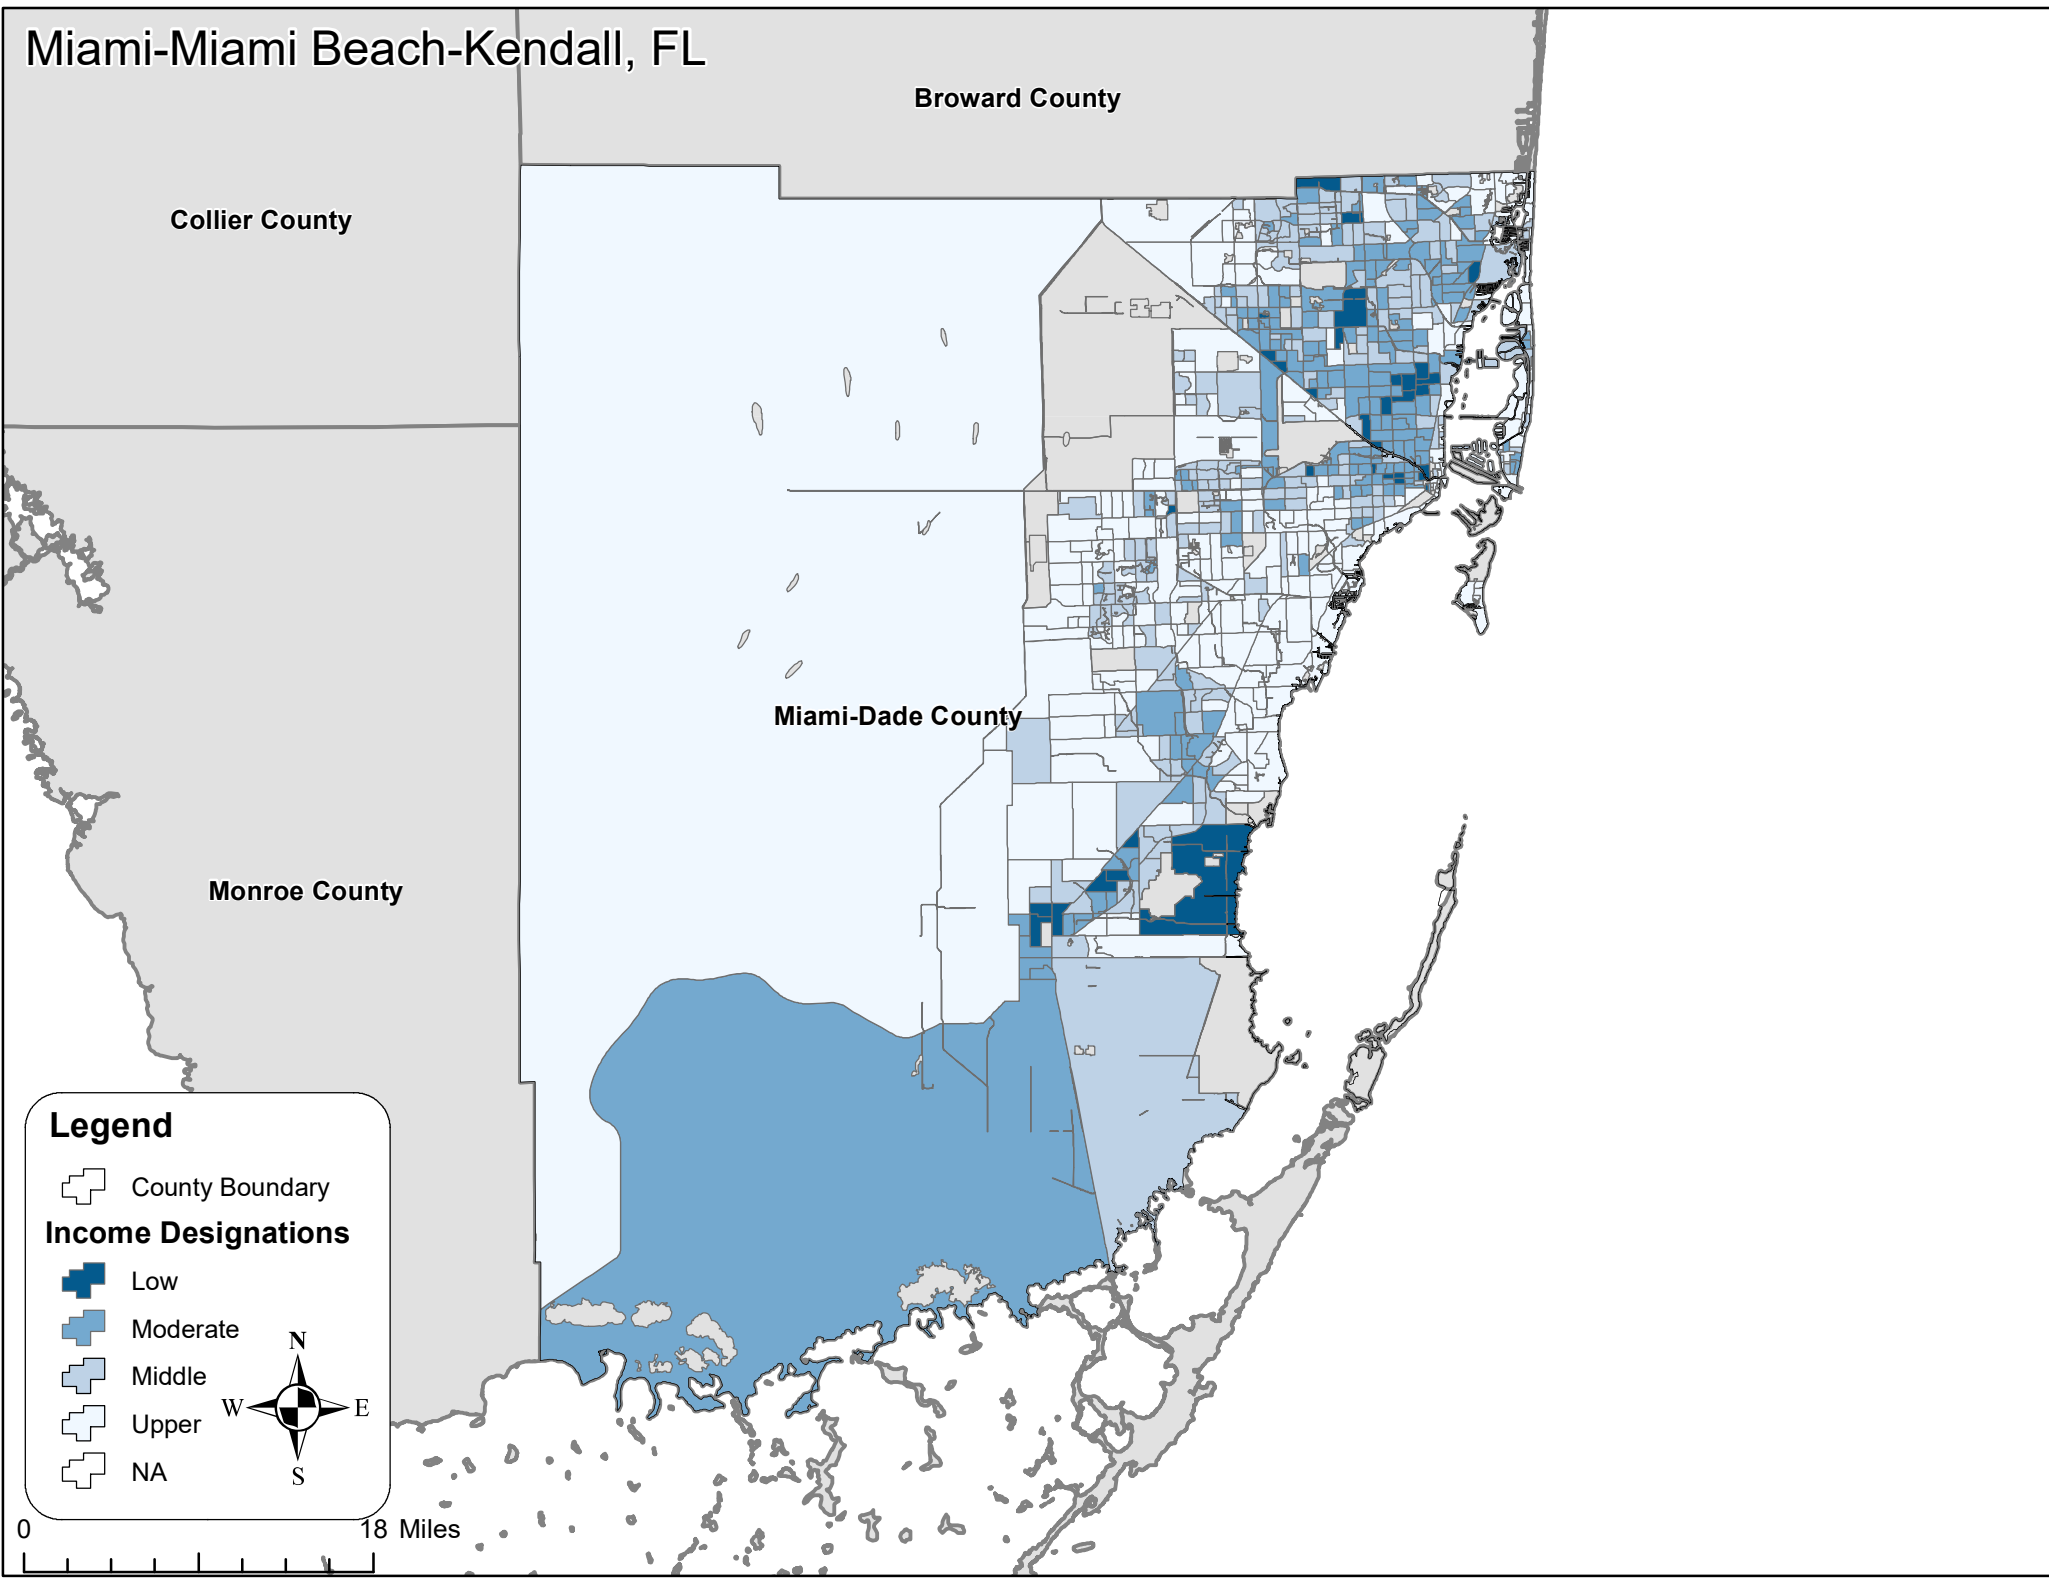 Miami-Miami Beach-Kendall, FL
Broward County
Collier County
Miami-Dade County
Monroe County
Legend
County Boundary
Income Designations
Low
Moderate
Middle
Upper
NA
N
W E
S
0 18 Miles